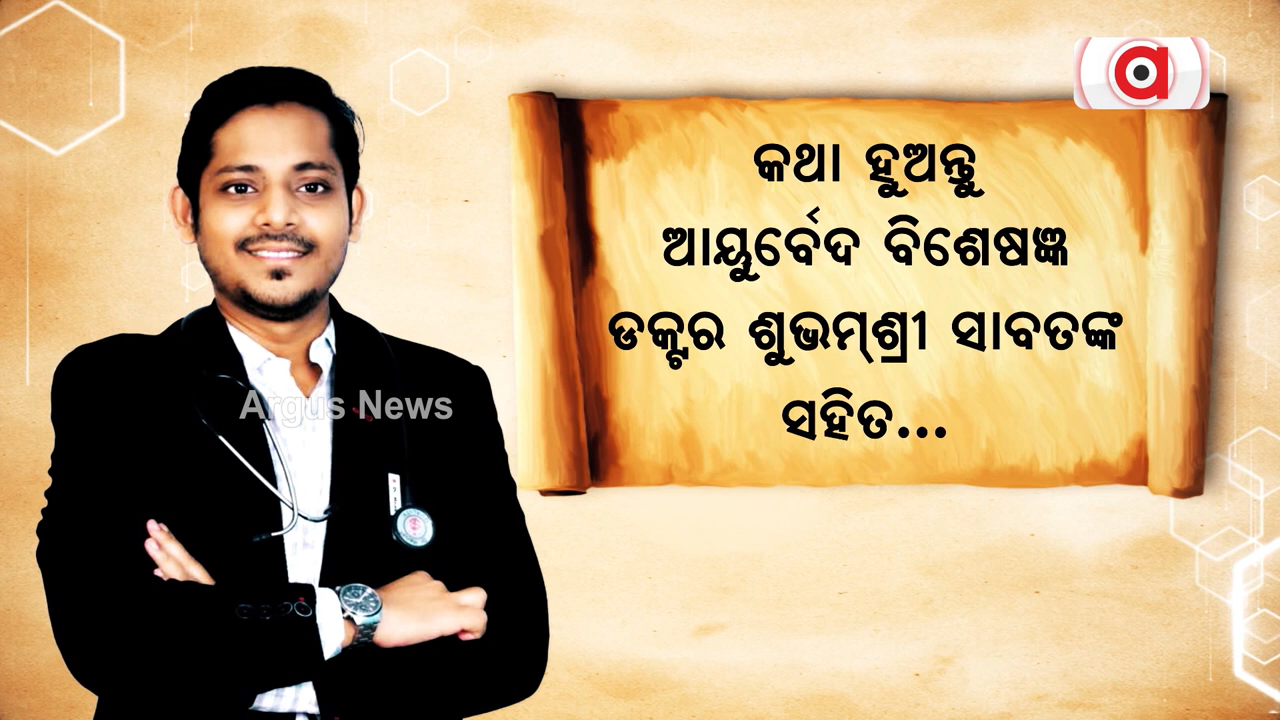 କଥା ହୁଅନ୍ତୁ
ଆୟୁର୍ବେଦ ବିଶେଷଜ୍ଞ
ଡକ୍ଟର ଶୁଭମ୍‌ଶ୍ରୀ ସାବତଙ୍କ
ସହିତ...
Argus News